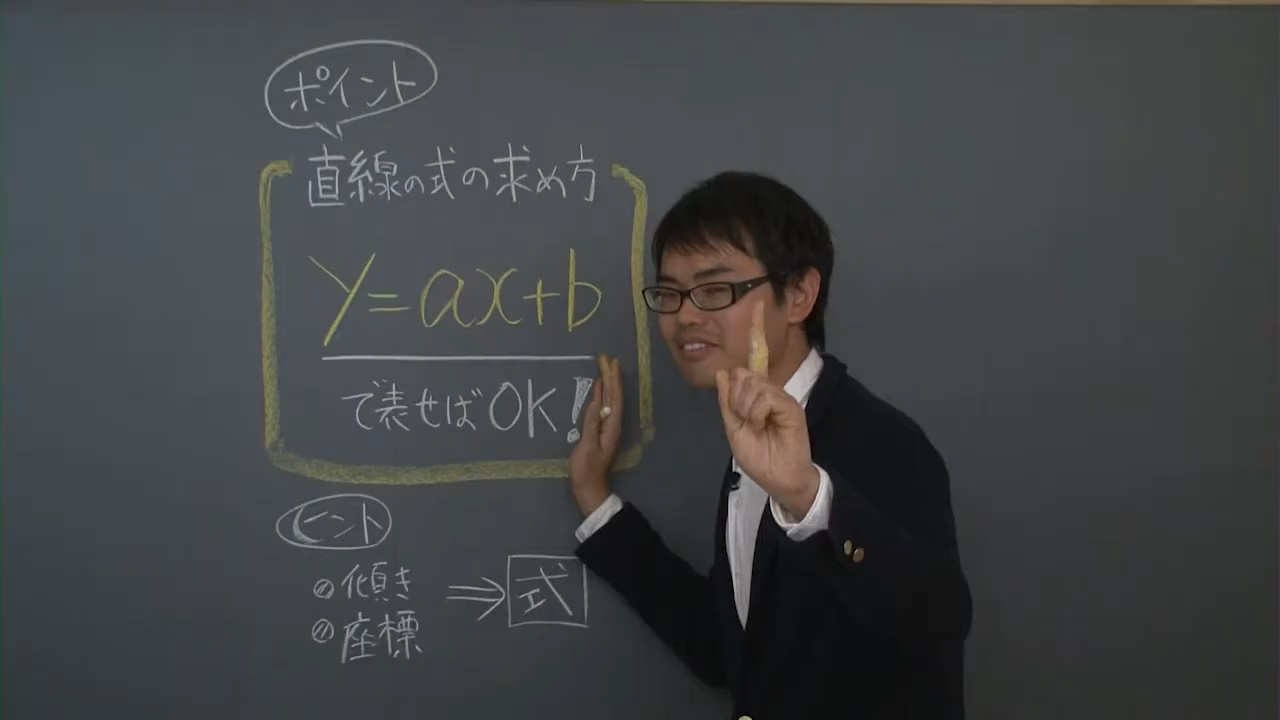 ポイント
直線の式の求め方
y=ax+b
で表せばOK!
ヒント
傾き
座標
⇒ 式